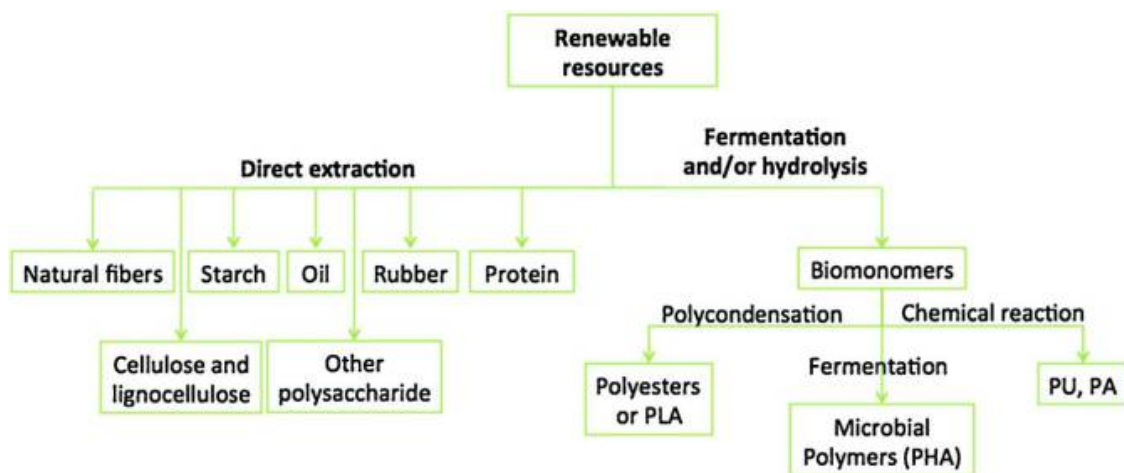 Renewable
resources
Direct extraction
Fermentation
and/or hydrolysis
Natural fibers
Starch
Oil
Rubber
Protein
Biomonomers
Cellulose and
lignocellulose
Other
polysaccharide
Polycondensation
Chemical reaction
Fermentation
Polyesters
or PLA
Microbial
Polymers (PHA)
PU, PA